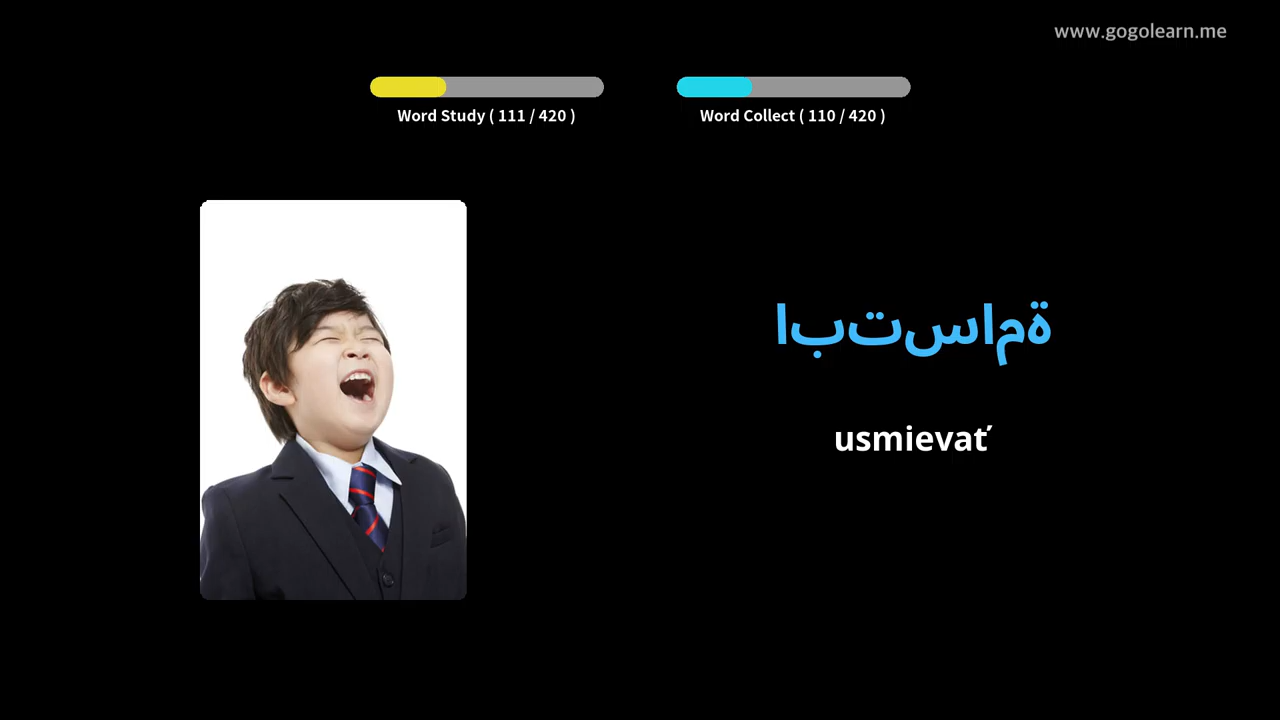 www.gogolearn.me
Word Study ( 111 / 420 )
Word Collect ( 110 / 420 )
ابتسامة
usmievať